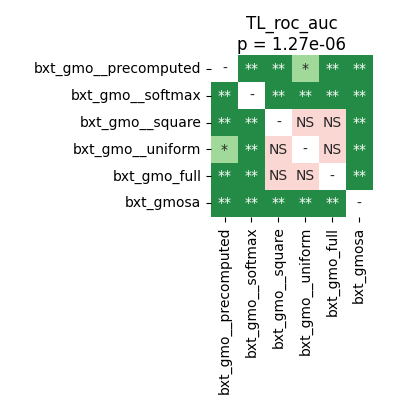 TL_roc_auc
p = 1.27e-06
bxt_gmo__precomputed - ** ** * ** **
bxt_gmo__softmax ** - ** ** ** **
bxt_gmo__square ** ** - NS NS **
bxt_gmo__uniform * ** NS - NS **
bxt_gmo_full ** ** NS NS - **
bxt_gmosa ** ** ** ** ** -
bxt_gmo__precomputed
bxt_gmo__softmax
bxt_gmo__square
bxt_gmo__uniform
bxt_gmo_full
bxt_gmosa